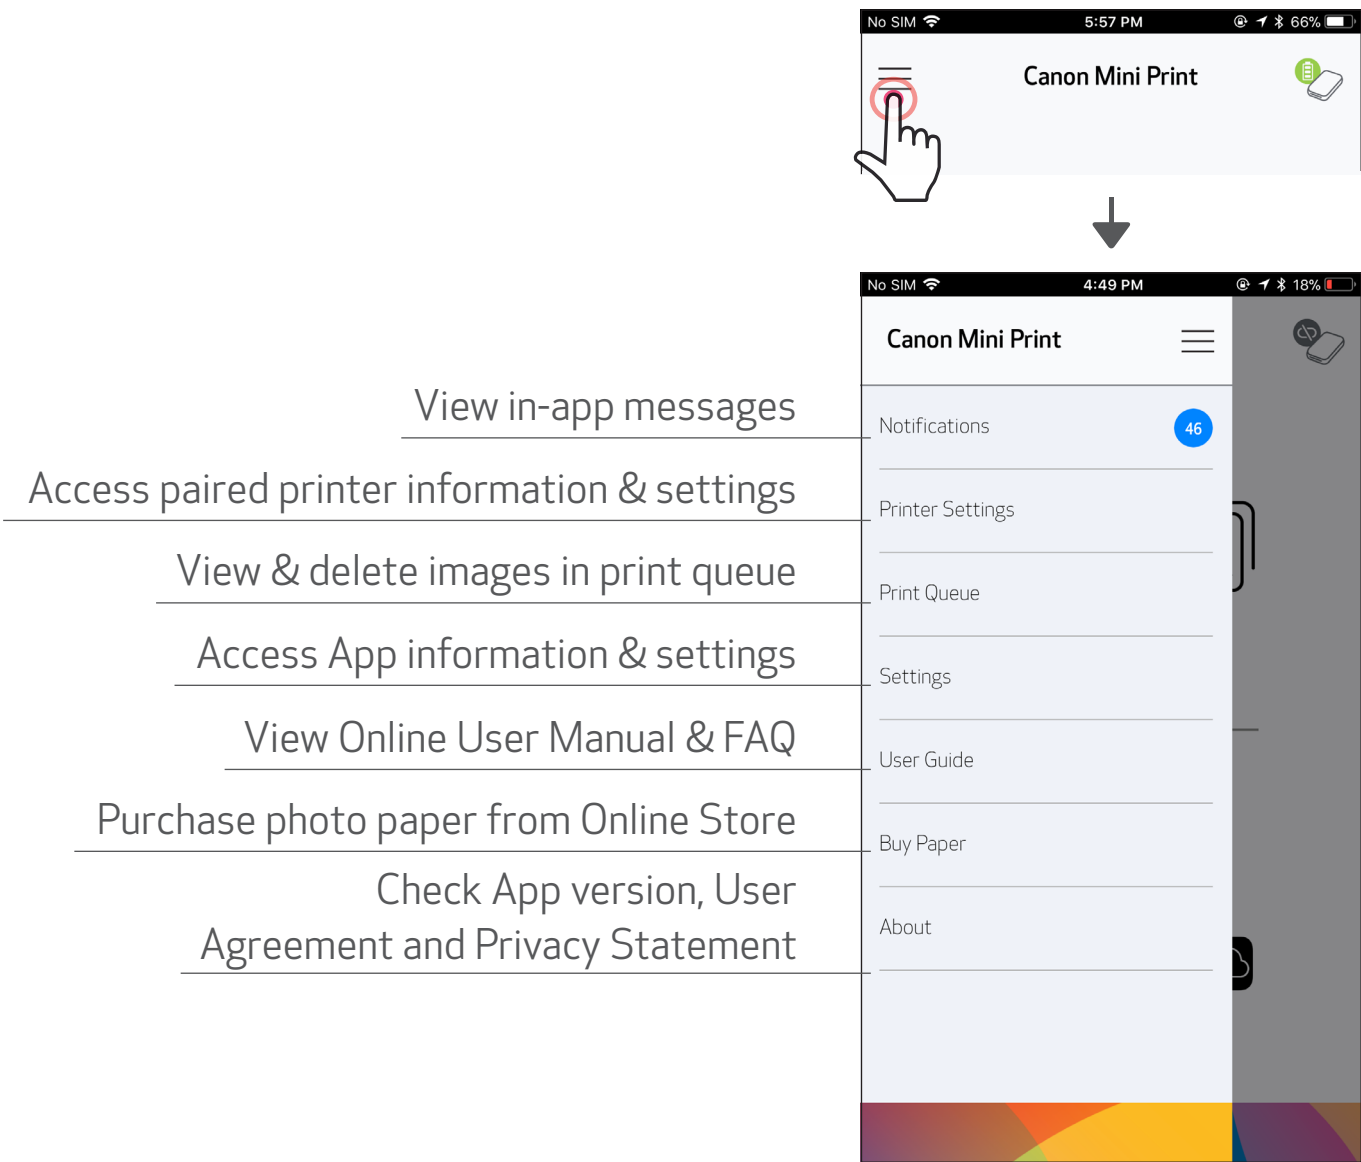 No SIM 5:57 PM 66%
Canon Mini Print
No SIM 4:49 PM 18%
Canon Mini Print
View in-app messages
Notifications 46
Access paired printer information & settings
Printer Settings
View & delete images in print queue
Print Queue
Access App information & settings
Settings
View Online User Manual & FAQ
User Guide
Purchase photo paper from Online Store
Buy Paper
Check App version, User
Agreement and Privacy Statement
About